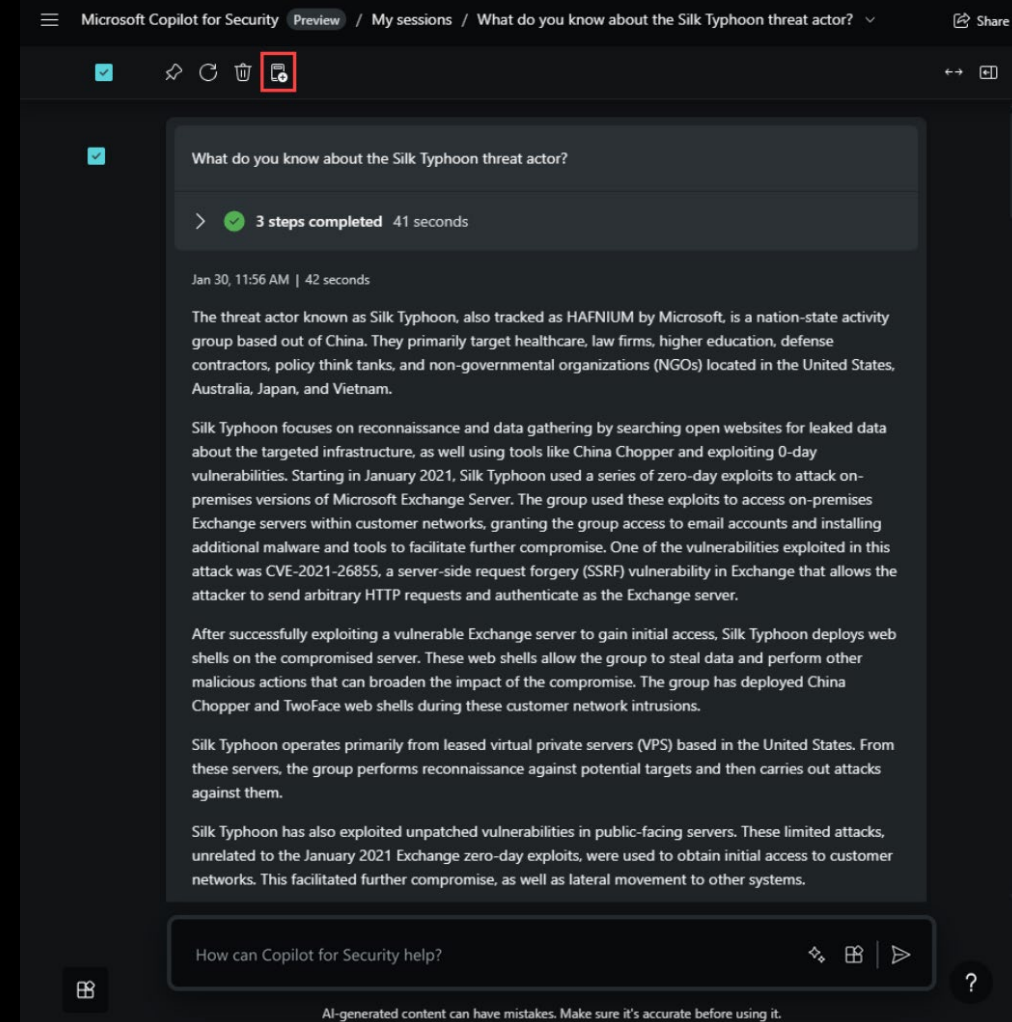 Microsoft Copilot for Security Preview / My sessions / What do you know about the Silk Typhoon threat actor? Share
What do you know about the Silk Typhoon threat actor?
3 steps completed 41 seconds
Jan 30, 11:56 AM | 42 seconds
The threat actor known as Silk Typhoon, also tracked as HAFNIUM by Microsoft, is a nation-state activity
group based out of China. They primarily target healthcare, law firms, higher education, defense
contractors, policy think tanks, and non-governmental organizations (NGOs) located in the United States,
Australia, Japan, and Vietnam.
Silk Typhoon focuses on reconnaissance and data gathering by searching open websites for leaked data
about the targeted infrastructure, as well using tools like China Chopper and exploiting 0-day
vulnerabilities. Starting in January 2021, Silk Typhoon used a series of zero-day exploits to attack on-
premises versions of Microsoft Exchange Server. The group used these exploits to access on-premises
Exchange servers within customer networks, granting the group access to email accounts and installing
additional malware and tools to facilitate further compromise. One of the vulnerabilities exploited in this
attack was CVE-2021-26855, a server-side request forgery (SSRF) vulnerability in Exchange that allows the
attacker to send arbitrary HTTP requests and authenticate as the Exchange server.
After successfully exploiting a vulnerable Exchange server to gain initial access, Silk Typhoon deploys web
shells on the compromised server. These web shells allow the group to steal data and perform other
malicious actions that can broaden the impact of the compromise. The group has deployed China
Chopper and TwoFace web shells during these customer network intrusions.
Silk Typhoon operates primarily from leased virtual private servers (VPS) based in the United States. From
these servers, the group performs reconnaissance against potential targets and then carries out attacks
against them.
Silk Typhoon has also exploited unpatched vulnerabilities in public-facing servers. These limited attacks,
unrelated to the January 2021 Exchange zero-day exploits, were used to obtain initial access to customer
networks. This facilitated further compromise, as well as lateral movement to other systems.
How can Copilot for Security help?
?
AI-generated content can have mistakes. Make sure it's accurate before using it.